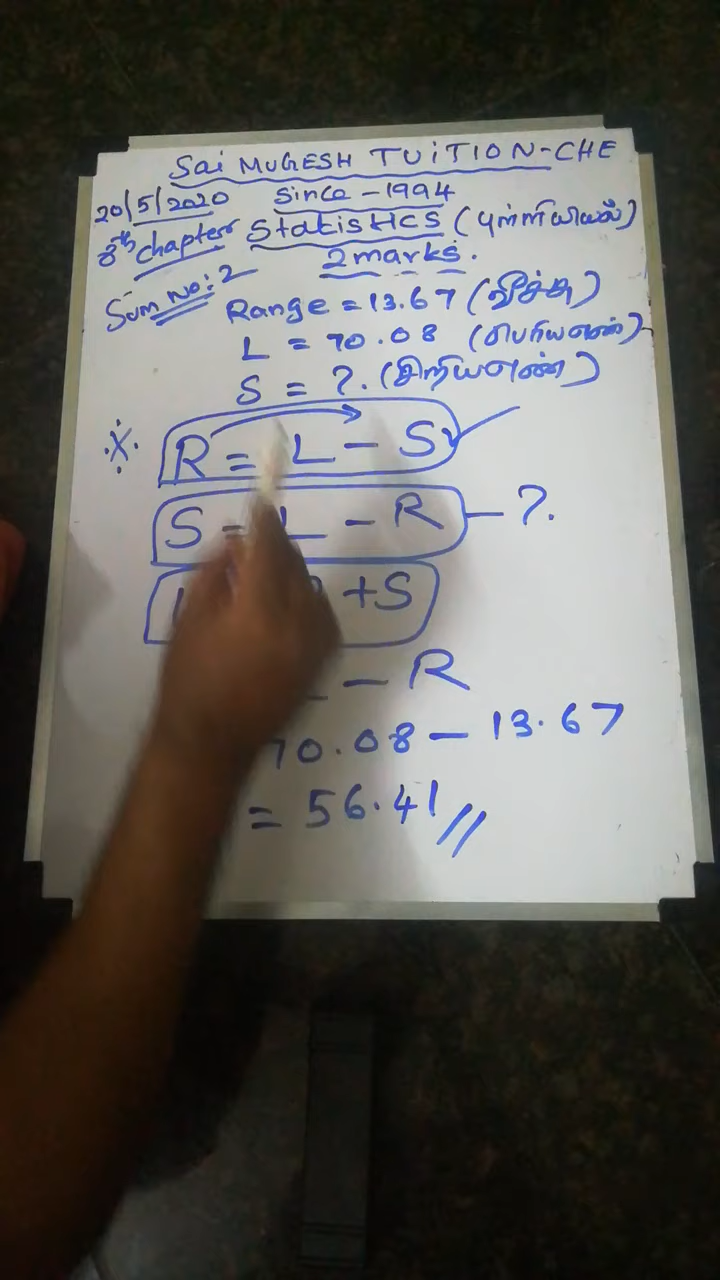 Sai MUGESH TUiTION-CHE
20/5/2020 Since - 1994
8th chapter Statistics (புள்ளியியல்)
2marks.
Sum No: 2
Range = 13.67 (வீச்சு)
L = 70.08 (பெரியஎண்)
S = ?. (சிறியஎண்)
R = L - S
S = L - R - ?.
+S
- R
70.08 - 13.67
= 56.41 //